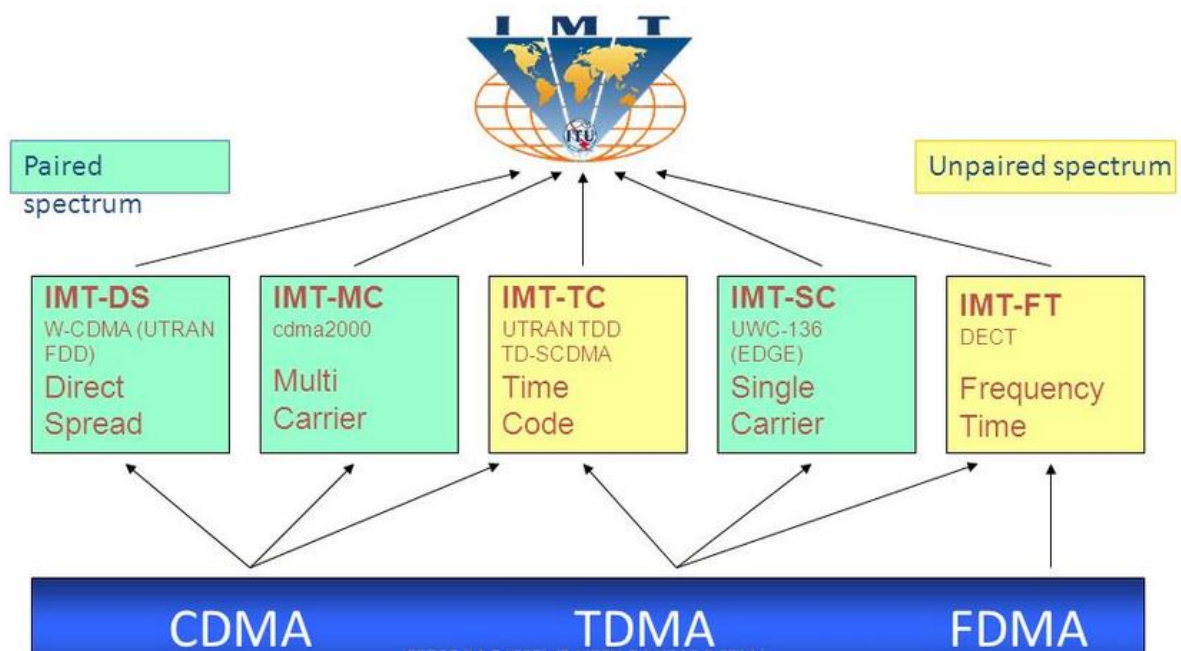 I M T
ITU
Paired
spectrum
Unpaired spectrum
IMT-DS
W-CDMA (UTRAN
FDD)
Direct
Spread
IMT-MC
cdma2000
Multi
Carrier
IMT-TC
UTRAN TDD
TD-SCDMA
Time
Code
IMT-SC
UWC-136
(EDGE)
Single
Carrier
IMT-FT
DECT
Frequency
Time
CDMA
TDMA
FDMA